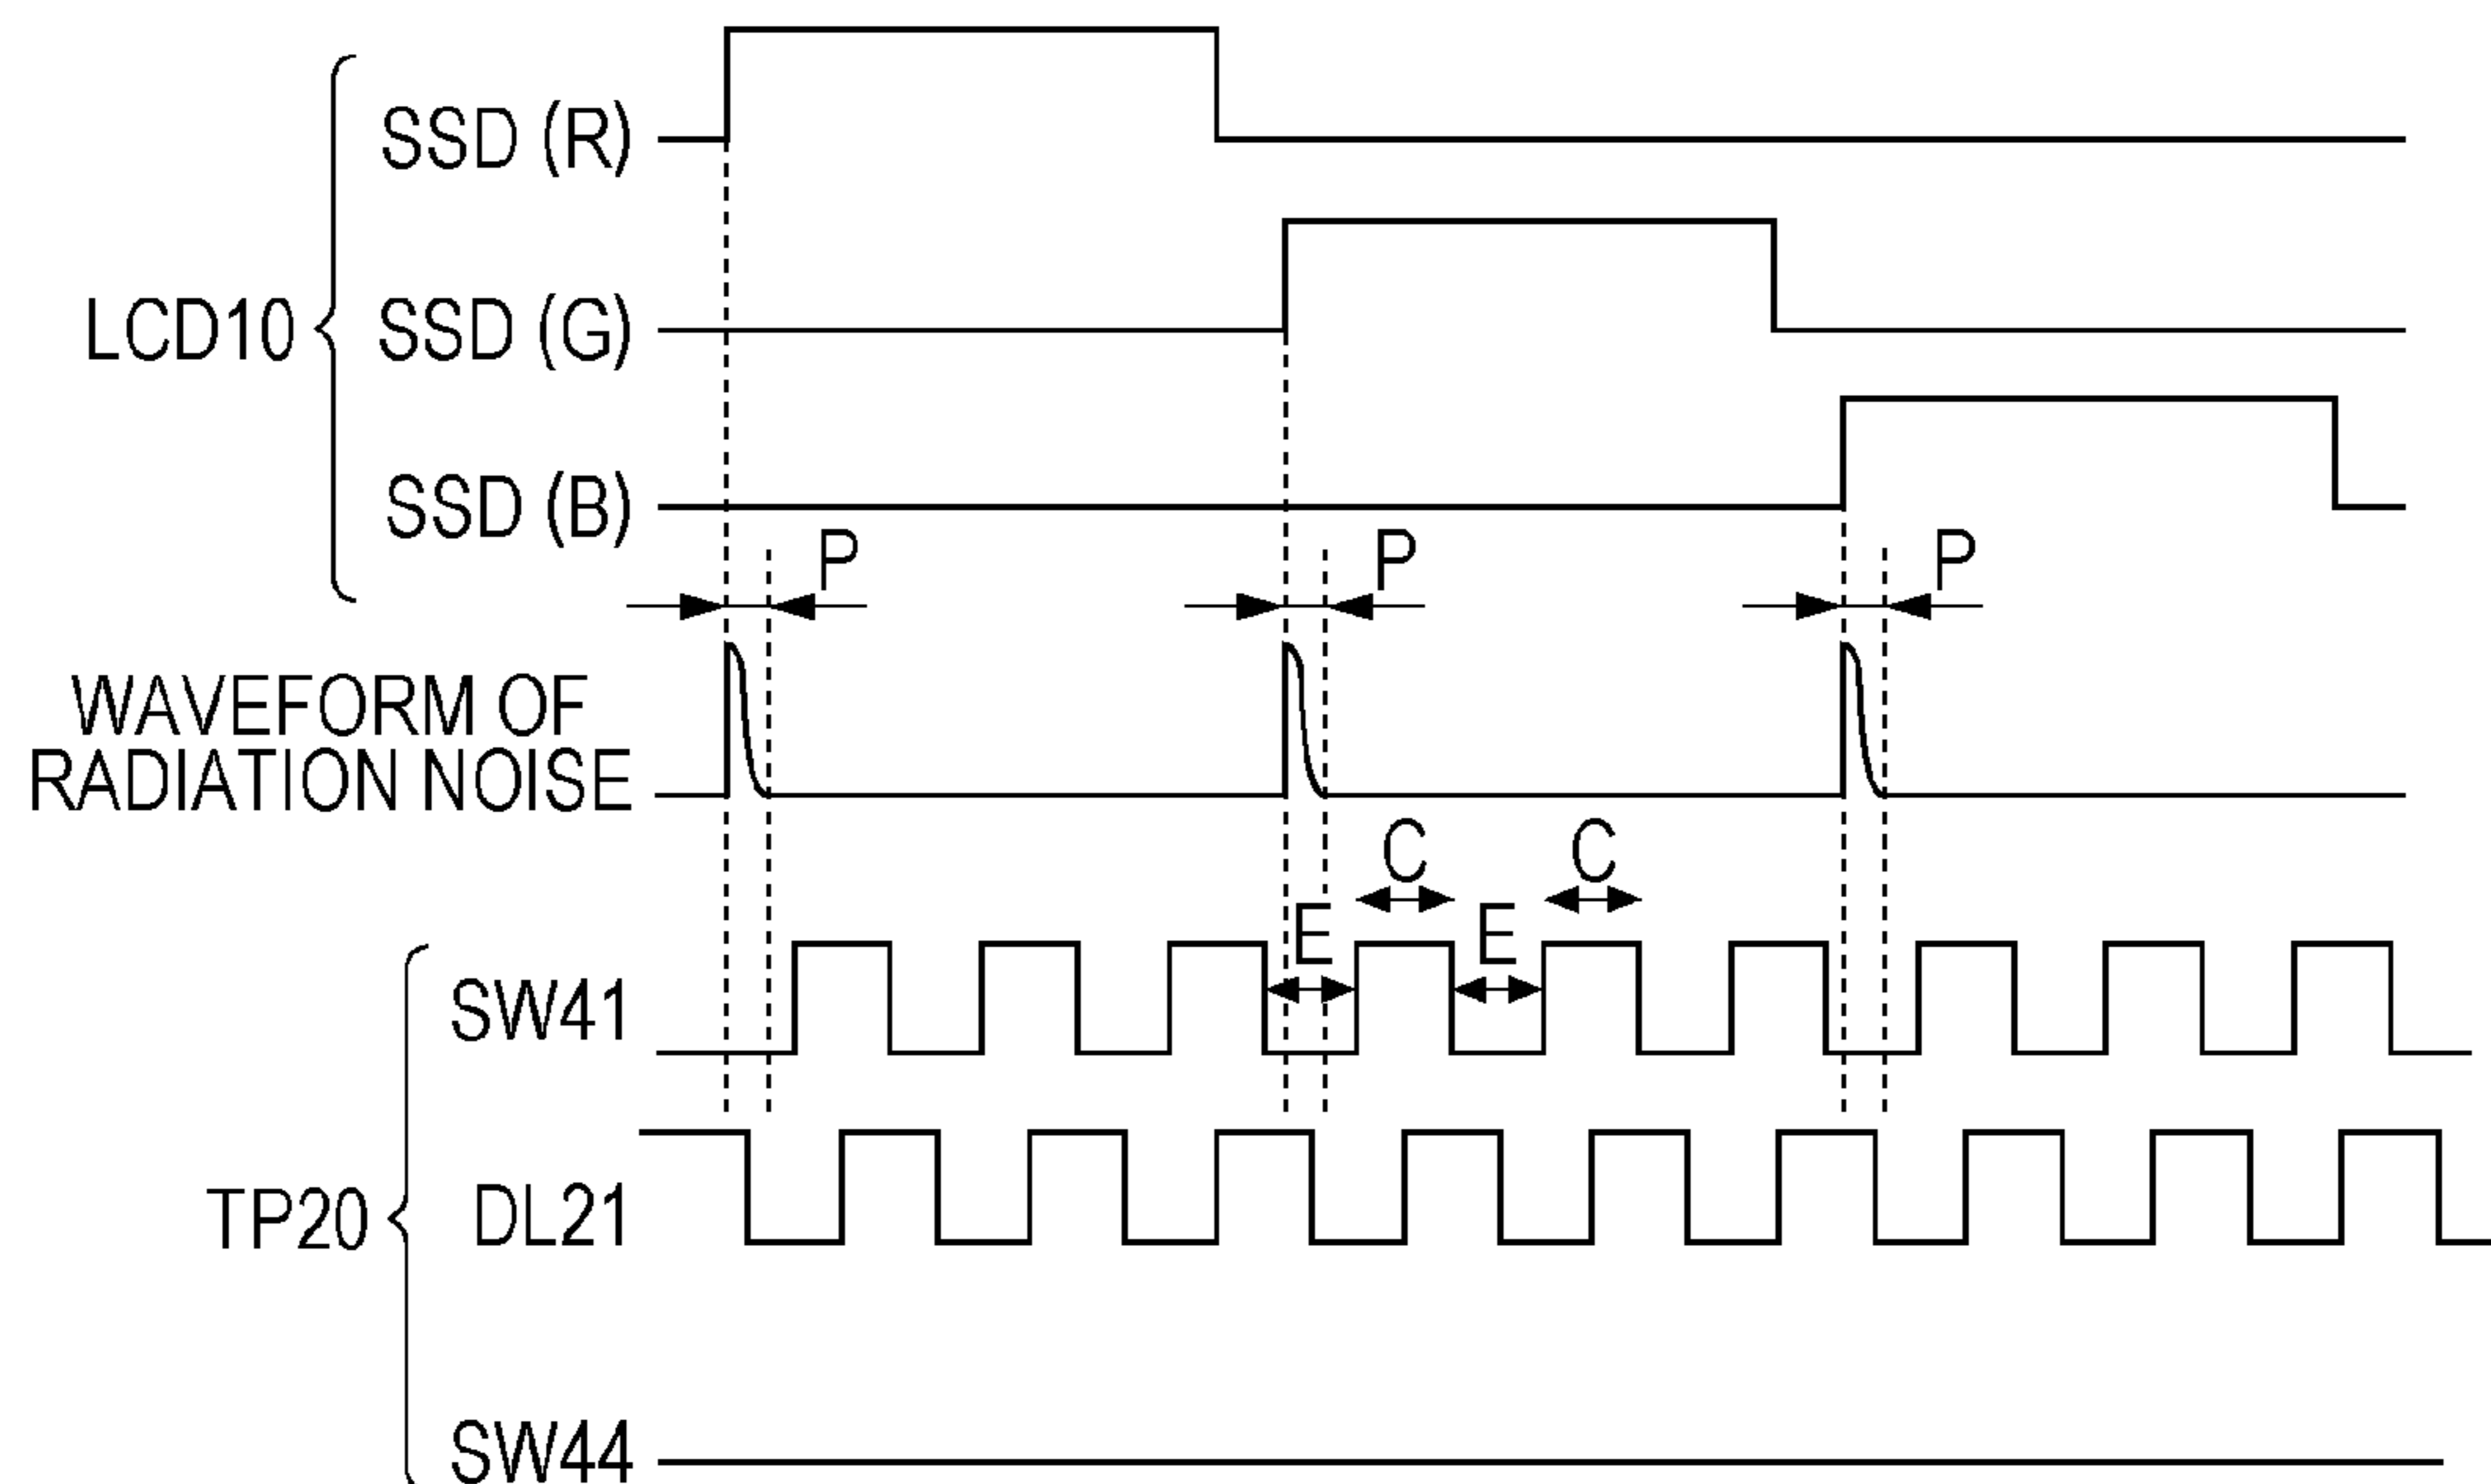 SSD (R)
LCD10
SSD (G)
SSD (B)
P P P
WAVEFORM OF
RADIATION NOISE
C C
E E
SW41
TP20
DL21
SW44